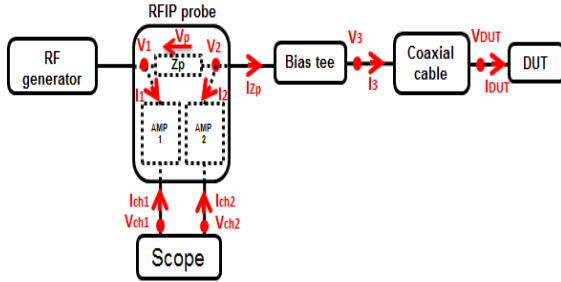 RFIP probe
RF
generator
V1
Vp
V2
Zp
I1
I2
IZp
AMP
1
AMP
2
Bias tee
V3
I3
Coaxial
cable
VDUT
IDUT
DUT
Ich1
Ich2
Vch1
Vch2
Scope